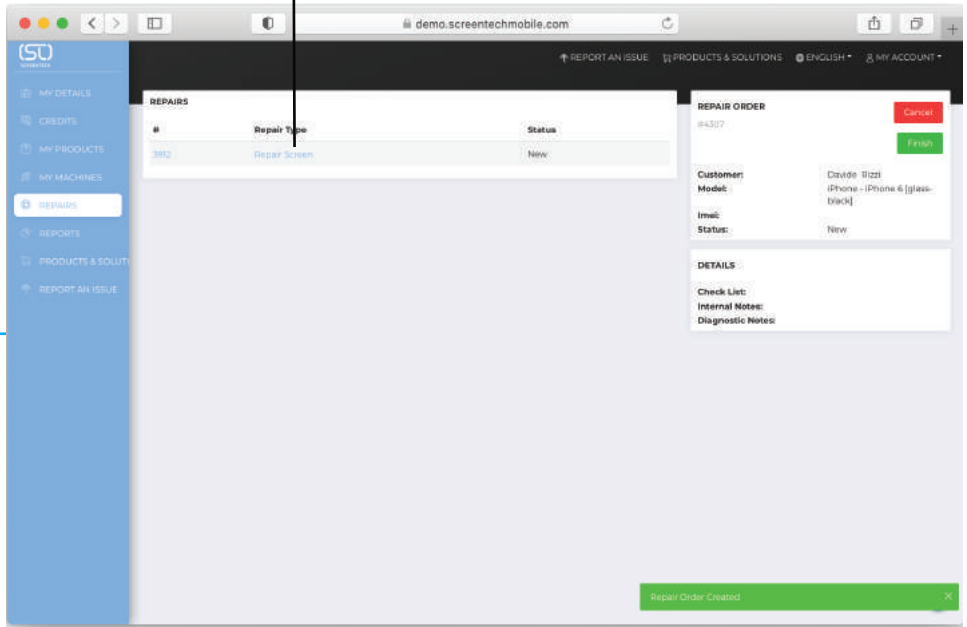 demo.screentechmobile.com
(ST)
SCREENTECH
REPORT AN ISSUE PRODUCTS & SOLUTIONS ENGLISH MY ACCOUNT
MY DETAILS
CREDITS
MY PRODUCTS
MY MACHINES
REPAIRS
REPORTS
PRODUCTS & SOLUTI
REPORT AN ISSUE
REPAIRS
# Repair Type Status
3912 Repair Screen New
REPAIR ORDER
#4307
Cancel
Finish
Customer: Davide Rizzi
Model: iPhone - iPhone 6 [glass-
black]
Imei:
Status: New
DETAILS
Check List:
Internal Notes:
Diagnostic Notes:
Repair Order Created